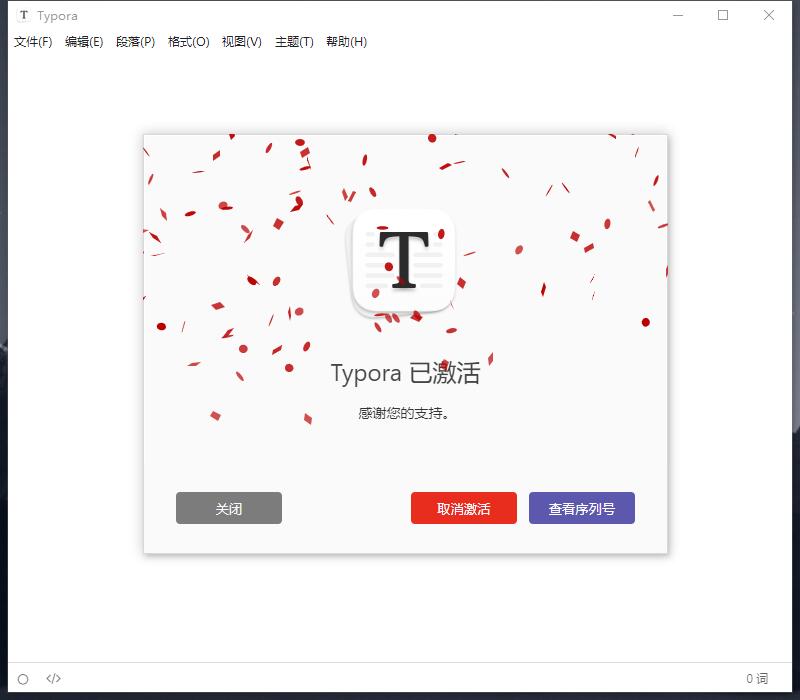 T Typora
文件(F) 编辑(E) 段落(P) 格式(O) 视图(V) 主题(T) 帮助(H)
T
Typora 已激活
感谢您的支持。
关闭 取消激活 查看序列号
</> 0 词